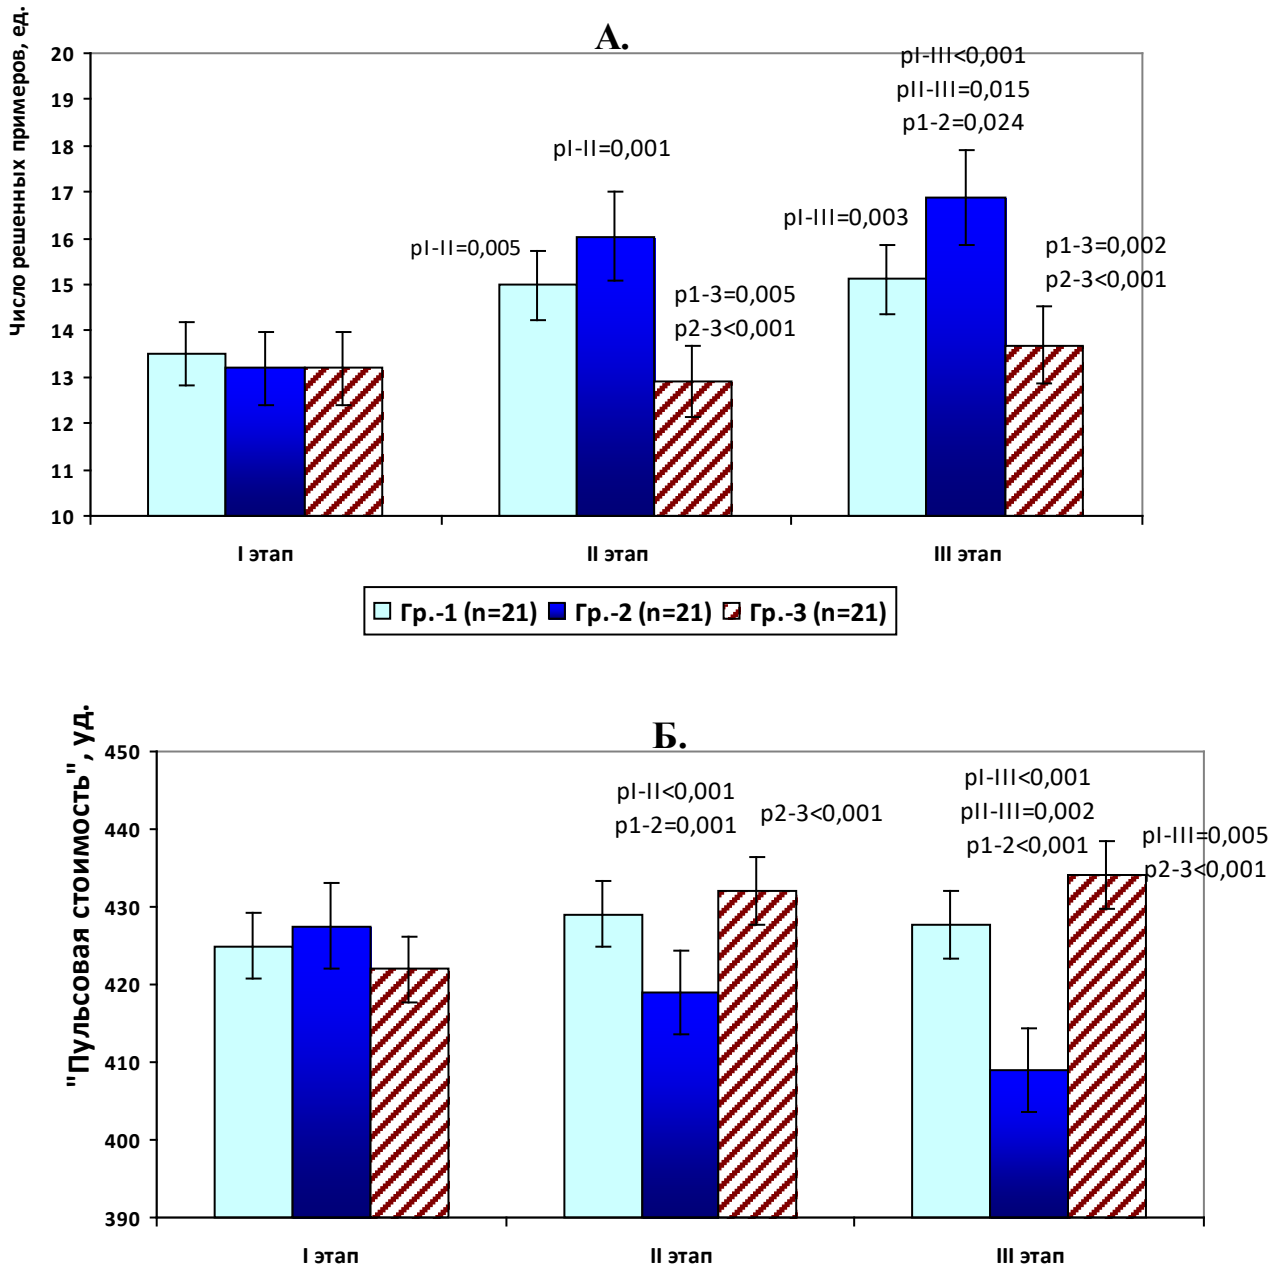 А.
Число решенных примеров, ед.
20
19
18
17
16
15
14
13
12
11
10
pI-II=0,005
pI-II=0,001
p1-3=0,005
p2-3<0,001
pI-III=0,003
pI-III<0,001
pII-III=0,015
p1-2=0,024
p1-3=0,002
p2-3<0,001
I этап
II этап
III этап
Гр.-1 (n=21)
Гр.-2 (n=21)
Гр.-3 (n=21)
Б.
"Пульсовая стоимость", уд.
450
440
430
420
410
400
390
pI-II<0,001
p1-2=0,001
p2-3<0,001
pI-III<0,001
pII-III=0,002
p1-2<0,001
pI-III=0,005
p2-3<0,001
I этап
II этап
III этап